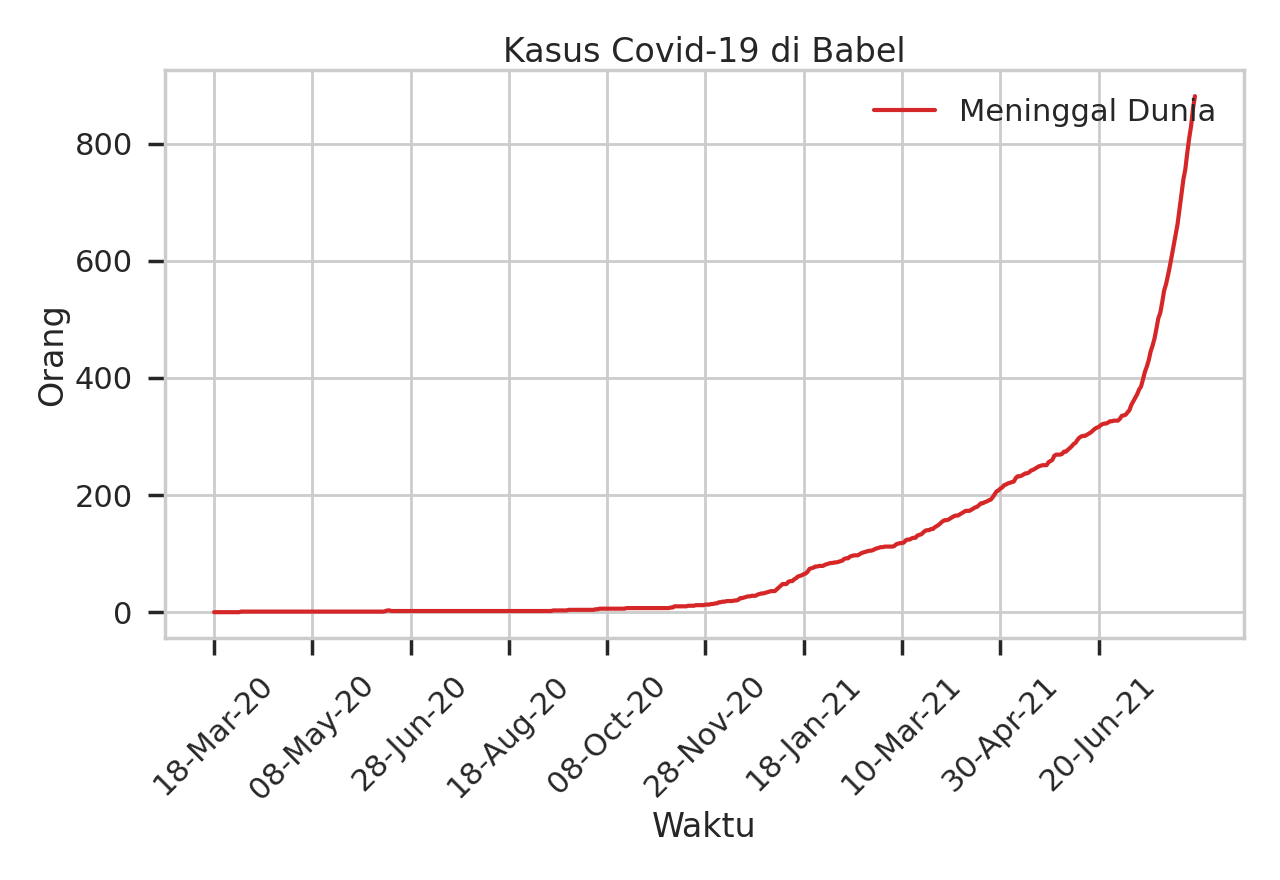 Kasus Covid-19 di Babel
Meninggal Dunia
800
600
400
200
0
Orang
18-Mar-20
08-May-20
28-Jun-20
18-Aug-20
08-Oct-20
28-Nov-20
18-Jan-21
10-Mar-21
30-Apr-21
20-Jun-21
Waktu